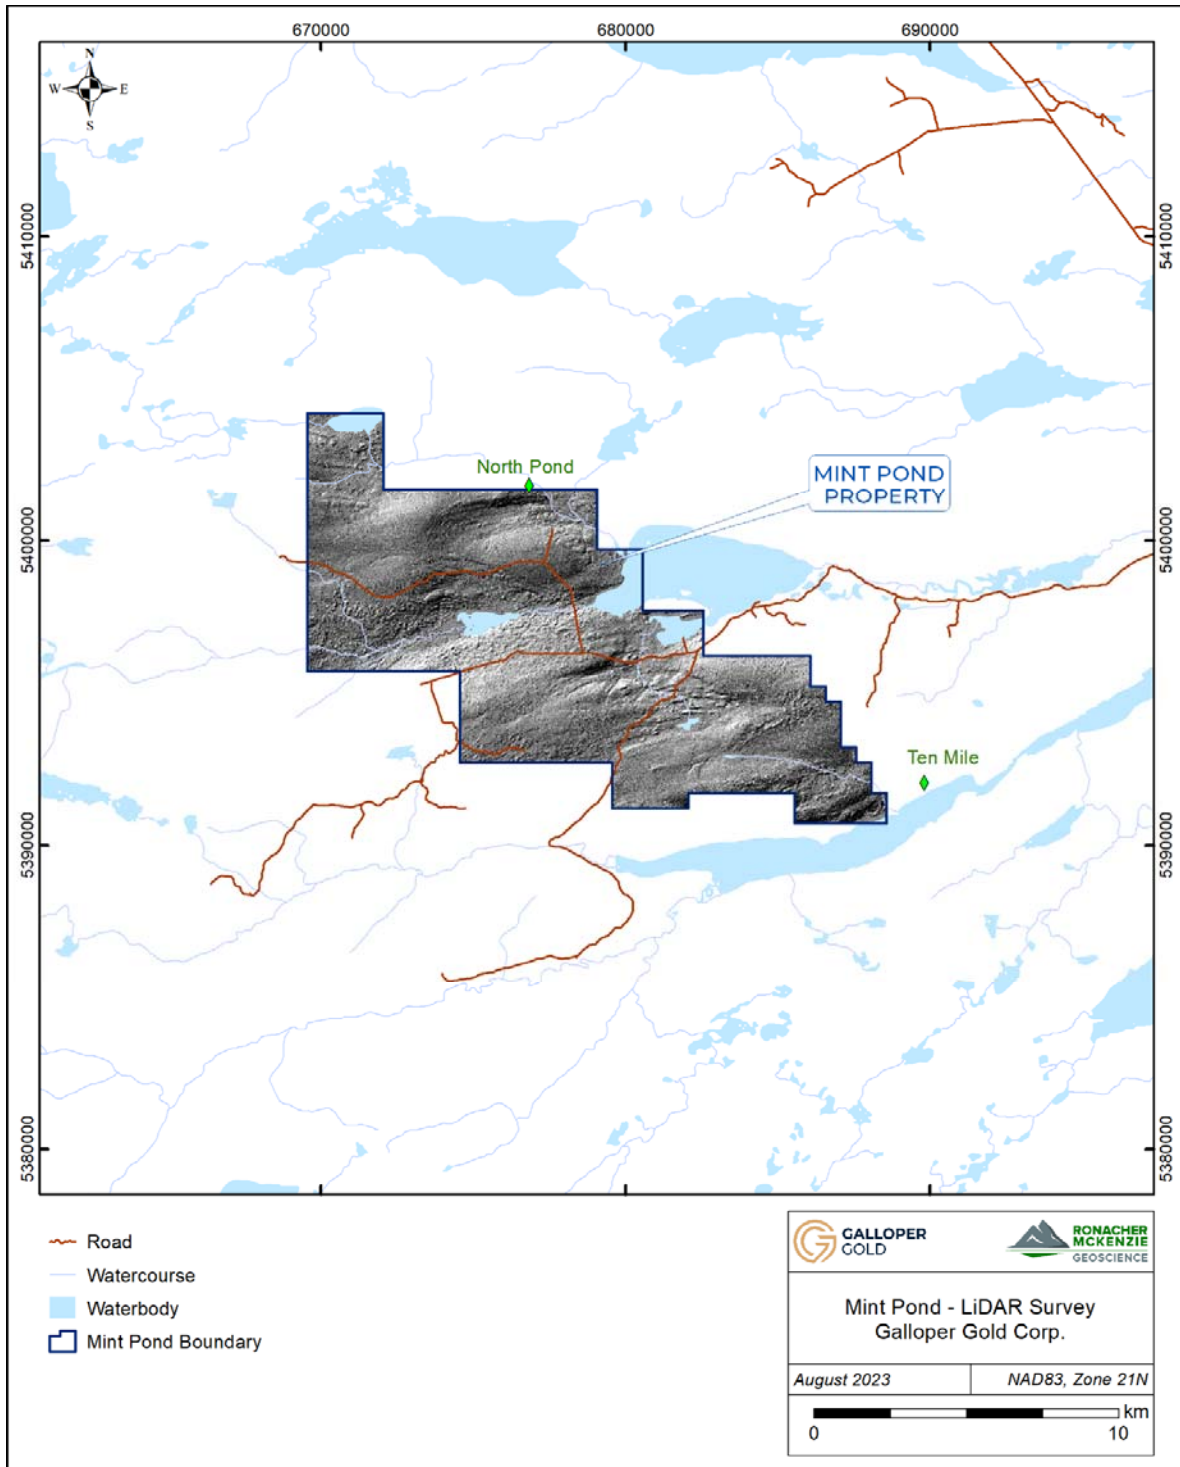 670000
680000
690000
N
W
E
S
5410000
5410000
North Pond
MINT POND
PROPERTY
5400000
5400000
Ten Mile
5390000
5390000
5380000
5380000
Road
Watercourse
Waterbody
Mint Pond Boundary
GALLOPER
GOLD
RONACHER
MCKENZIE
GEOSCIENCE
Mint Pond - LiDAR Survey
Galloper Gold Corp.
August 2023
NAD83, Zone 21N
km
0
10